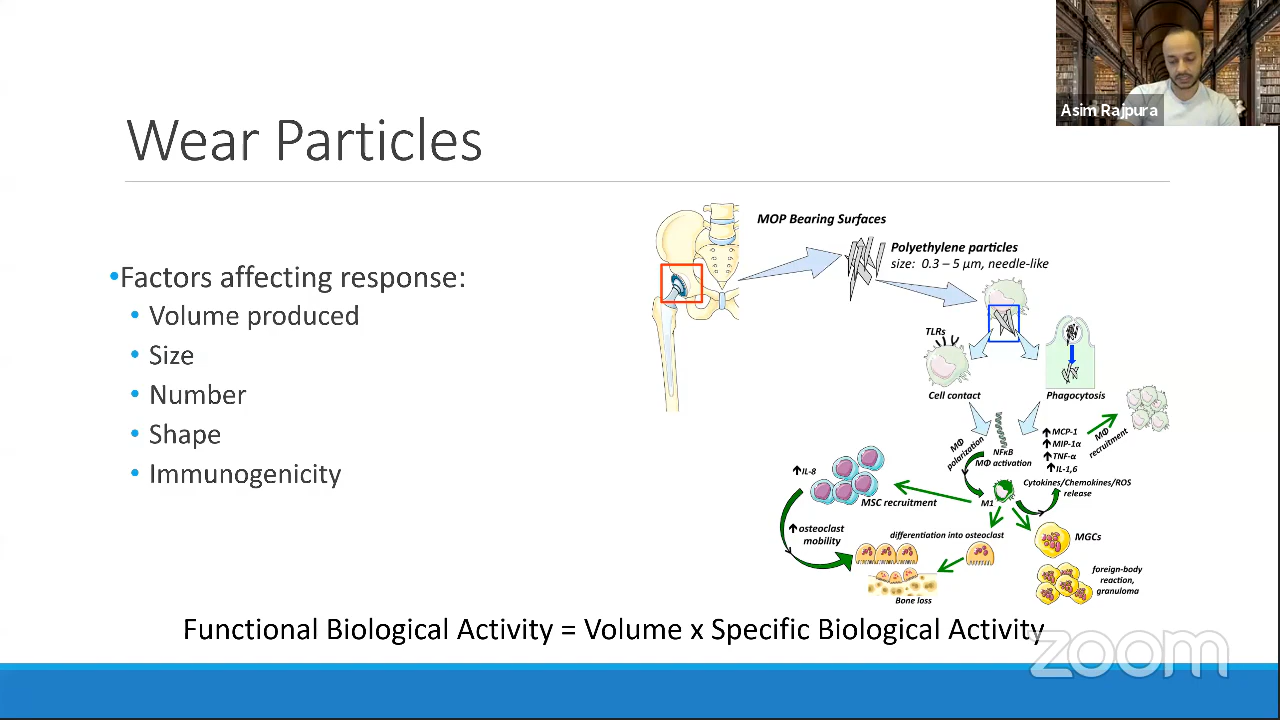 Asim Rajpura
Wear Particles
•Factors affecting response:
• Volume produced
• Size
• Number
• Shape
• Immunogenicity
MOP Bearing Surfaces
Polyethylene particles
size: 0.3 – 5 µm, needle-like
TLRs
Cell contact
Phagocytosis
MΦ
polarization
NFκB
MΦ activation
MCP-1
MIP-1α
TNF-α
IL-1,6
MΦ
recruitment
Cytokines/Chemokines/ROS
release
IL-8
MSC recruitment
M1
osteoclast
mobility
differentiation into osteoclast
MGCs
foreign-body
reaction,
granuloma
Bone loss
Functional Biological Activity = Volume x Specific Biological Activity
zoom